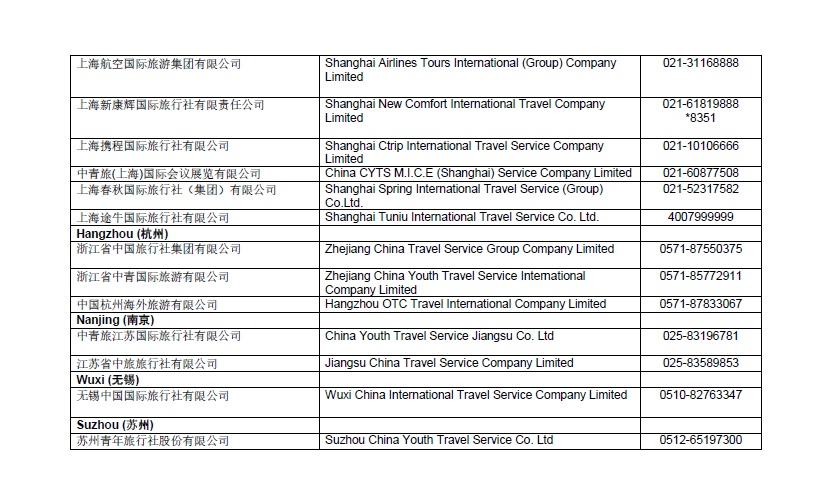 上海航空国际旅游集团有限公司 Shanghai Airlines Tours International (Group) Company 021-31168888
Limited
上海新康辉国际旅行社有限责任公司 Shanghai New Comfort International Travel Company 021-61819888
Limited *8351
上海携程国际旅行社有限公司 Shanghai Ctrip International Travel Service Company 021-10106666
Limited
中青旅(上海)国际会议展览有限公司 China CYTS M.I.C.E (Shanghai) Service Company Limited 021-60877508
上海春秋国际旅行社（集团）有限公司 Shanghai Spring International Travel Service (Group) 021-52317582
Co.Ltd.
上海途牛国际旅行社有限公司 Shanghai Tuniu International Travel Service Co. Ltd. 4007999999
Hangzhou (杭州)
浙江省中国旅行社集团有限公司 Zhejiang China Travel Service Group Company Limited 0571-87550375
浙江省中青国际旅游有限公司 Zhejiang China Youth Travel Service International 0571-85772911
Company Limited
中国杭州海外旅游有限公司 Hangzhou OTC Travel International Company Limited 0571-87833067
Nanjing (南京)
中青旅江苏国际旅行社有限公司 China Youth Travel Service Jiangsu Co. Ltd 025-83196781
江苏省中旅旅行社有限公司 Jiangsu China Travel Service Company Limited 025-83589853
Wuxi (无锡)
无锡中国国际旅行社有限公司 Wuxi China International Travel Service Company Limited 0510-82763347
Suzhou (苏州)
苏州青年旅行社股份有限公司 Suzhou China Youth Travel Service Co. Ltd 0512-65197300